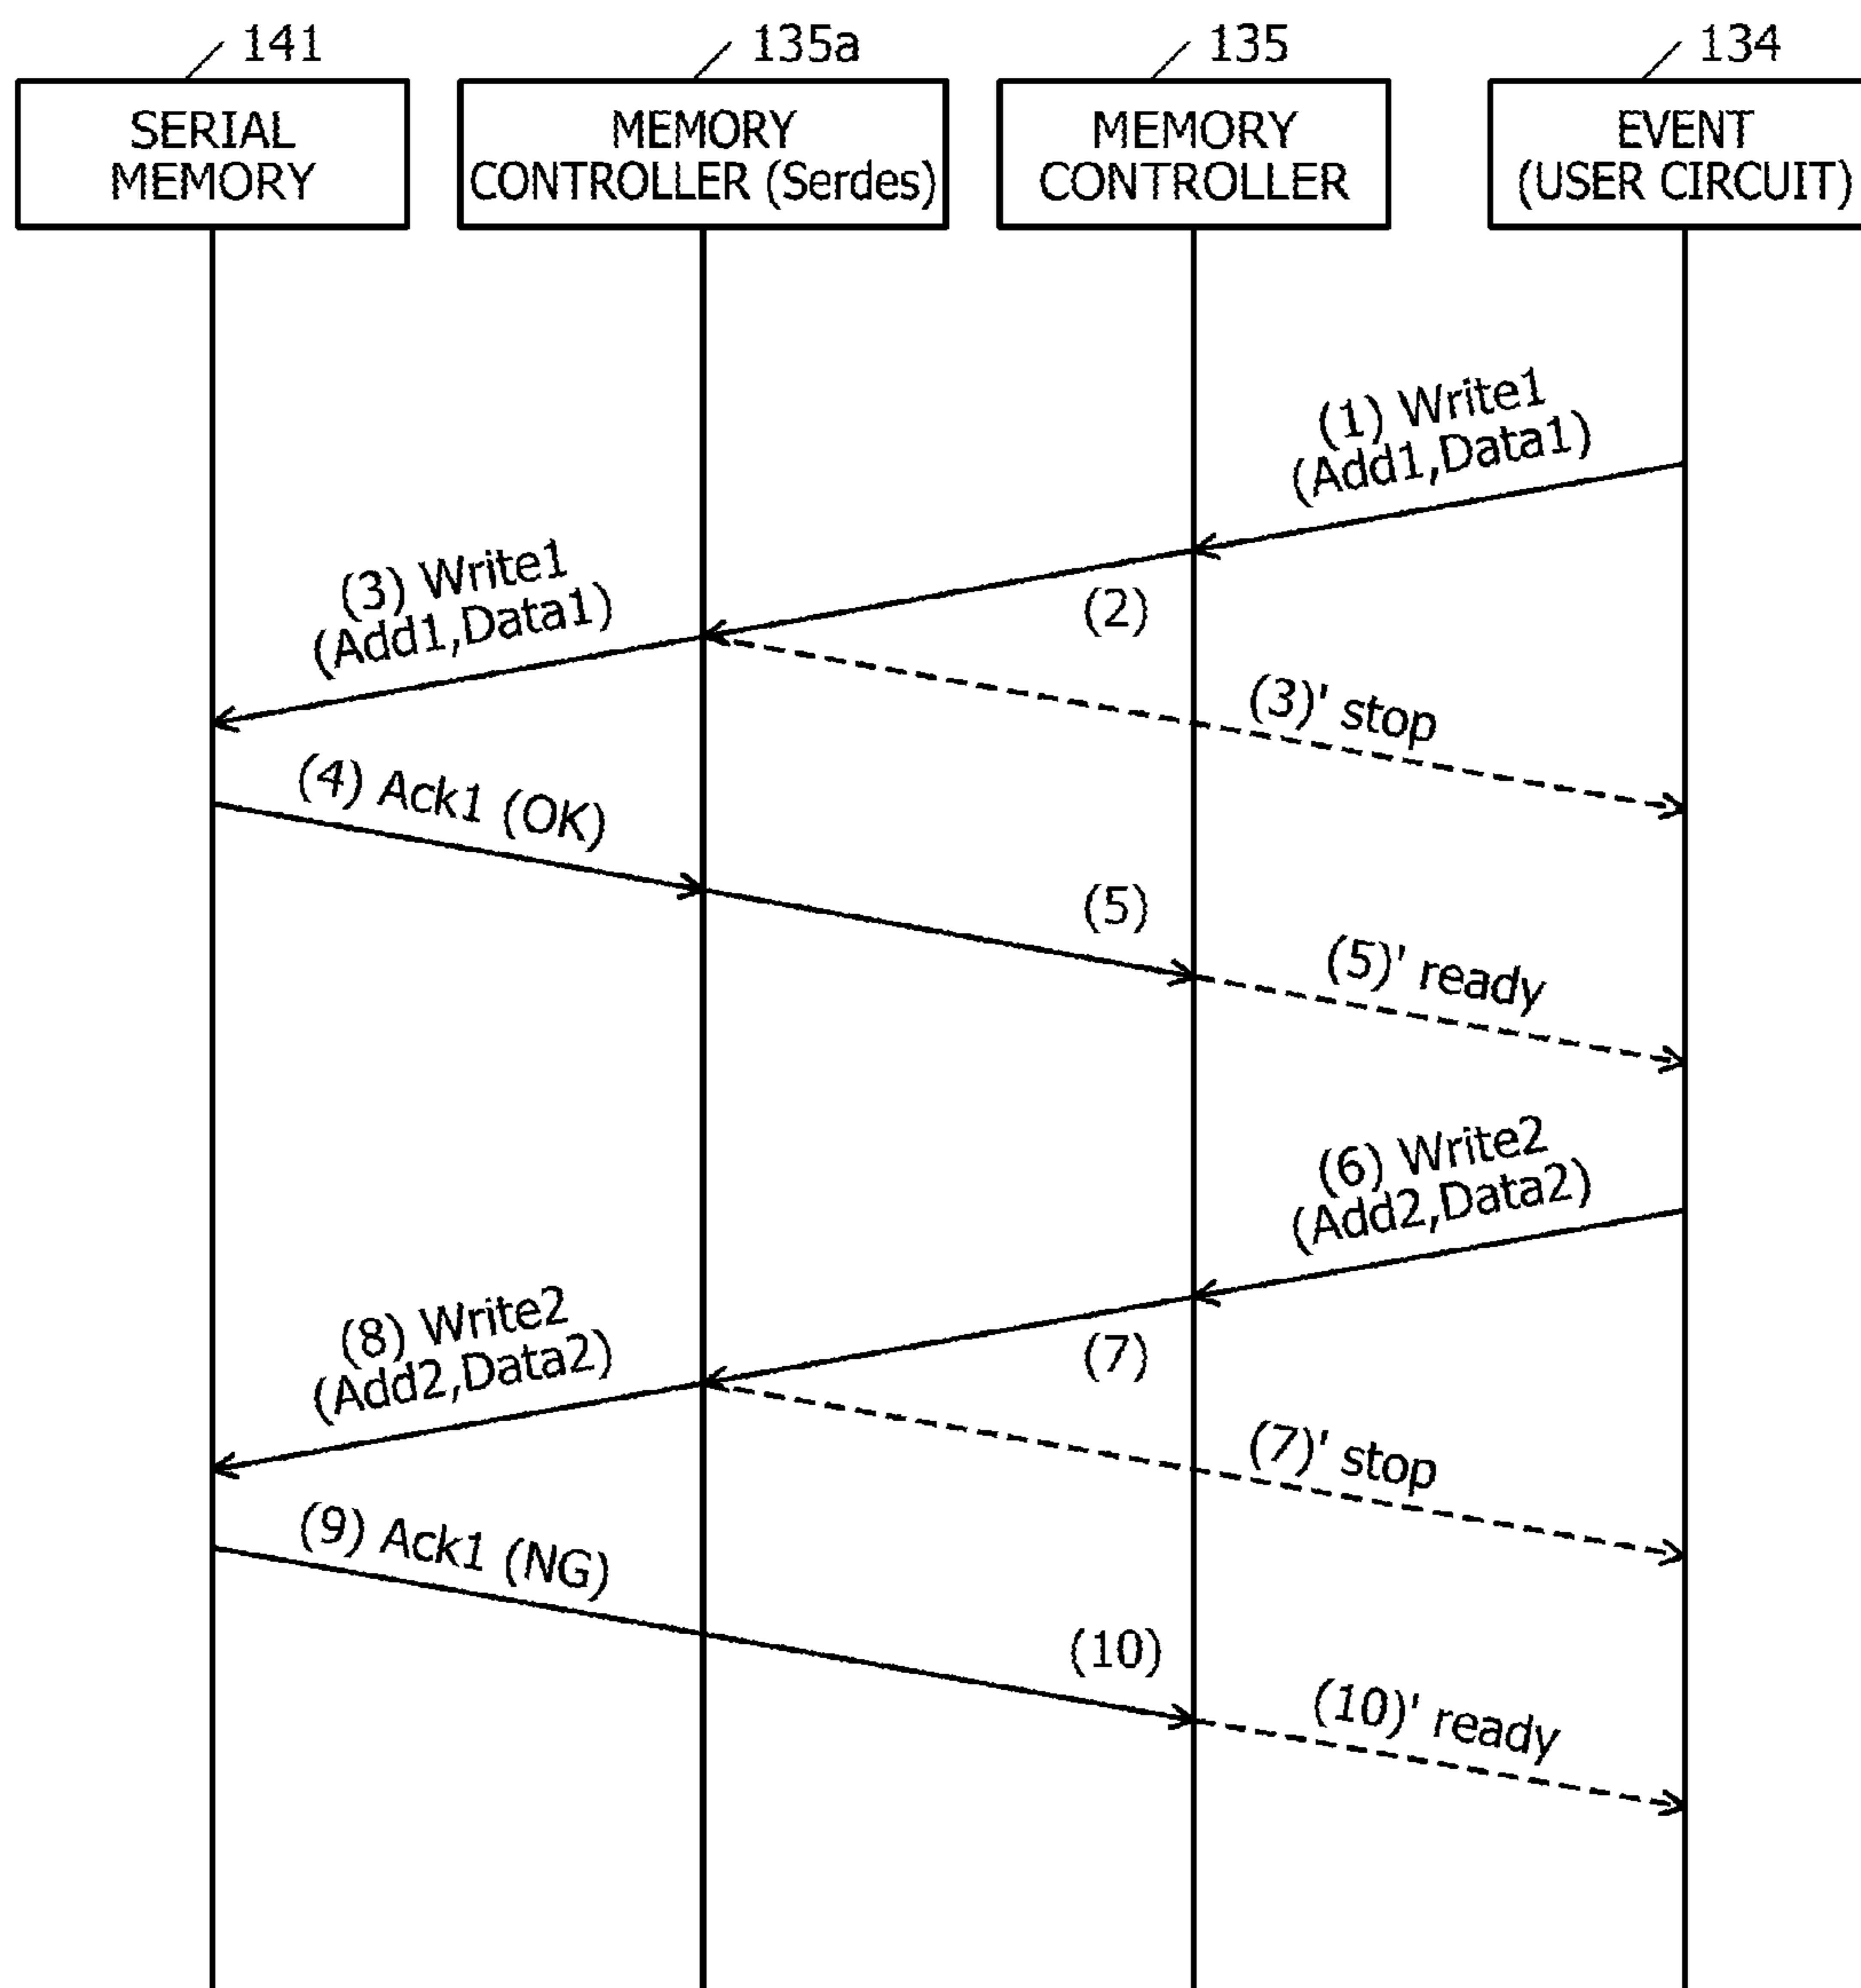 141
135a
135
134
SERIAL
MEMORY
MEMORY
CONTROLLER (Serdes)
MEMORY
CONTROLLER
EVENT
(USER CIRCUIT)
(1) Write1
(Add1,Data1)
(2)
(3) Write1
(Add1,Data1)
(3)' stop
(4) Ack1 (OK)
(5)
(5)' ready
(6) Write2
(Add2,Data2)
(7)
(8) Write2
(Add2,Data2)
(7)' stop
(9) Ack1 (NG)
(10)
(10)' ready